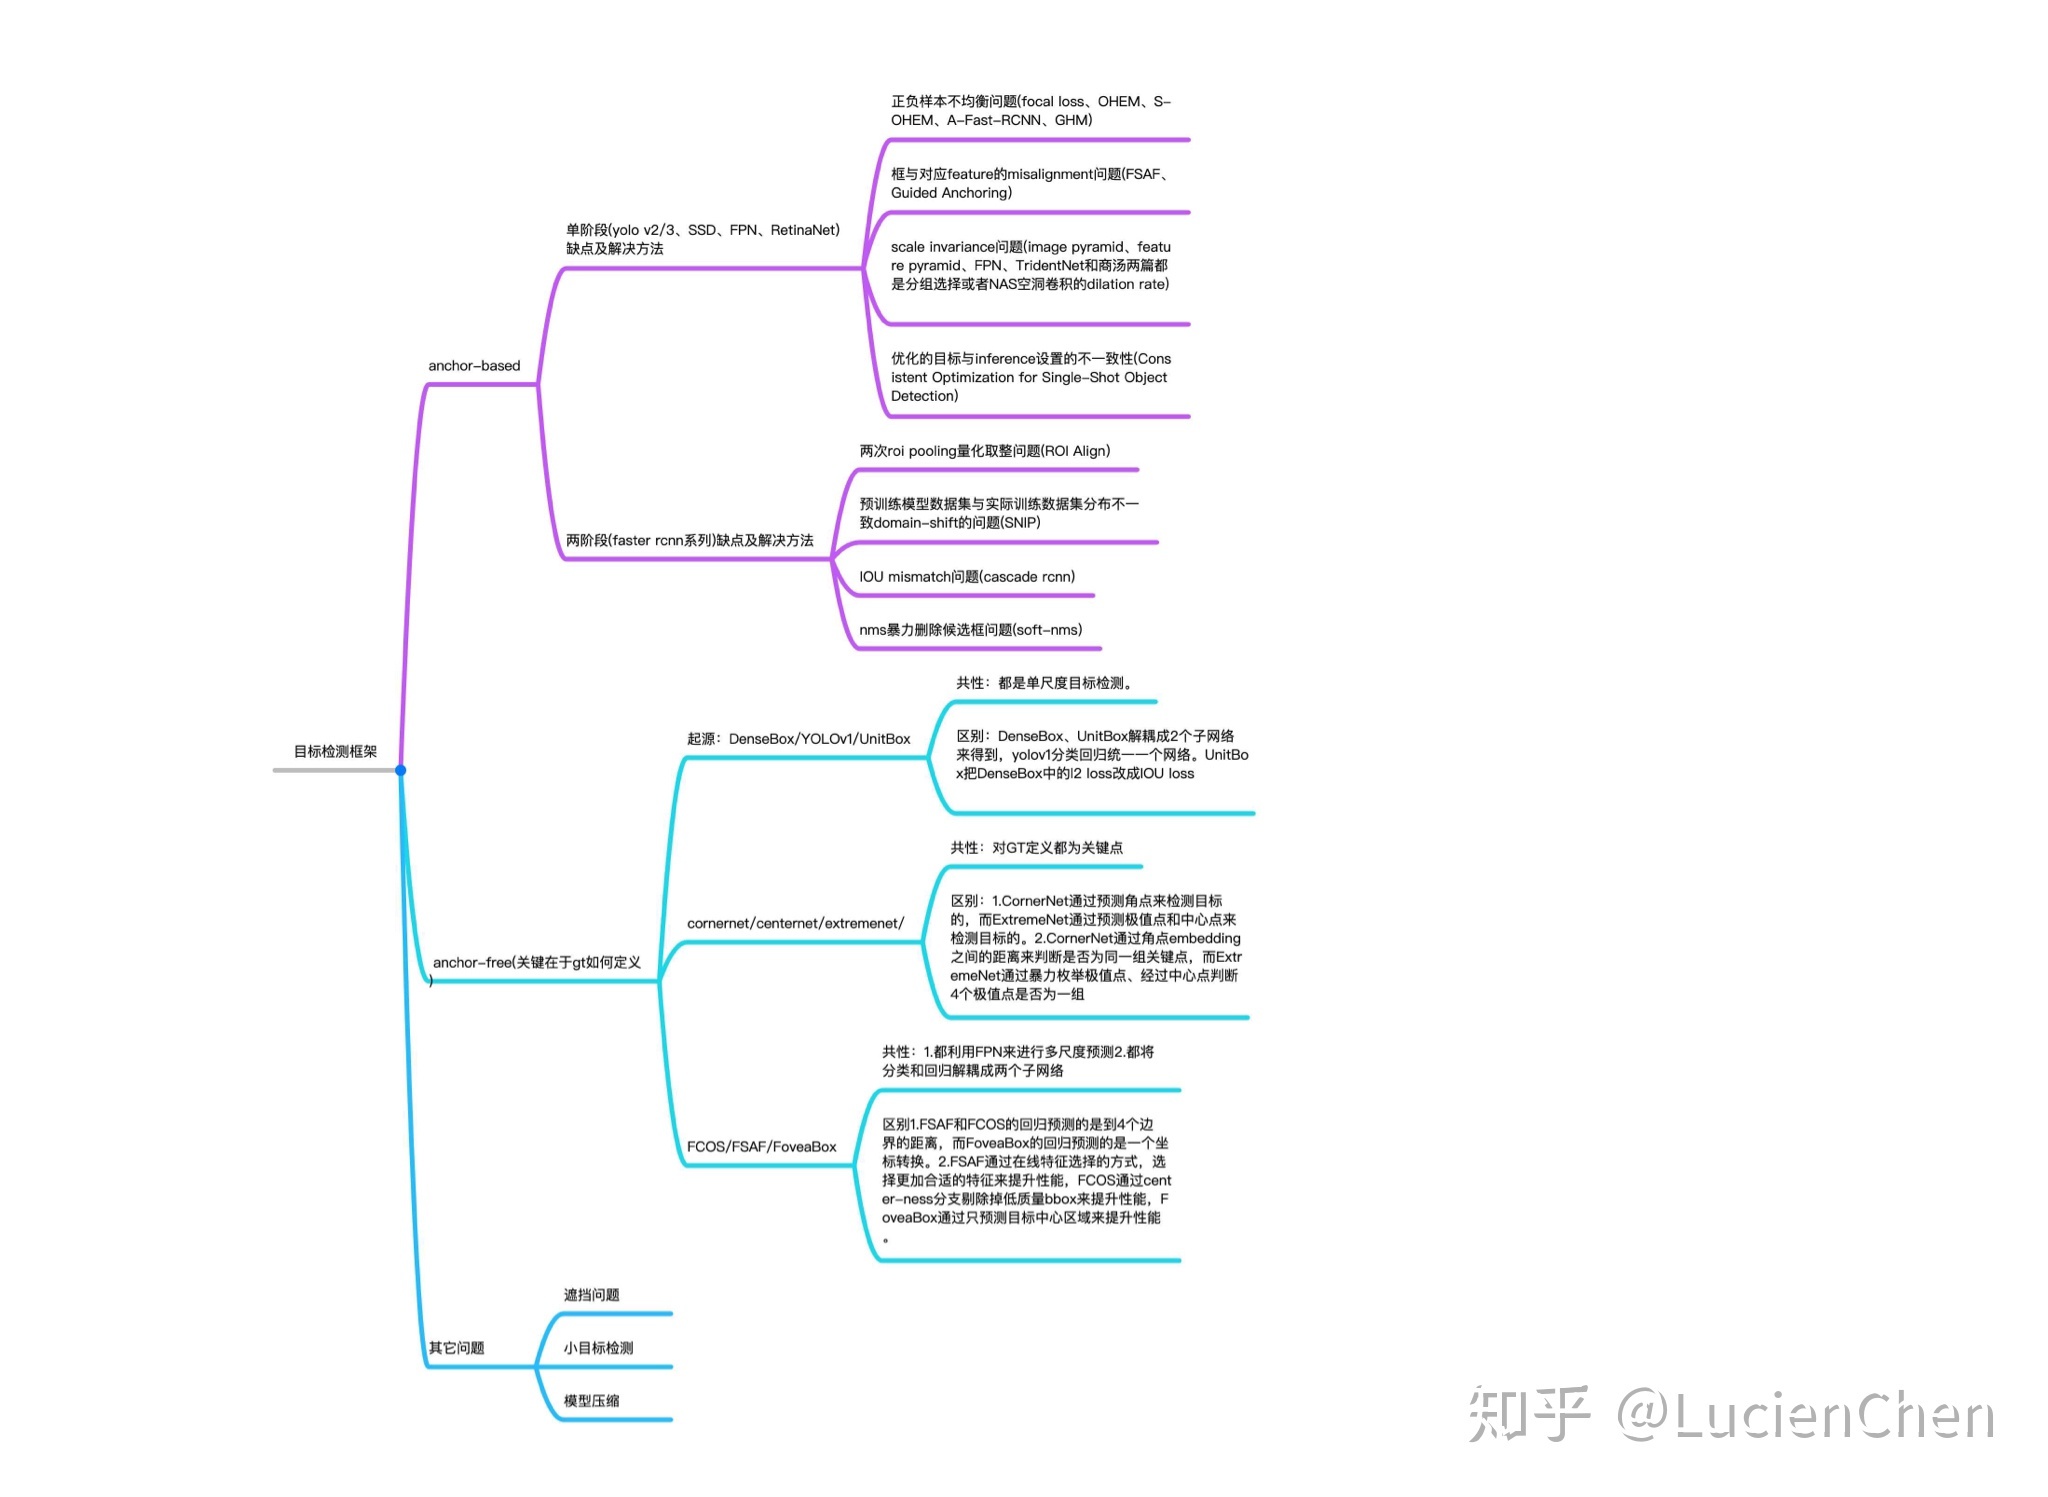 正负样本不均衡问题(focal loss、OHEM、S-
OHEM、A-Fast-RCNN、GHM)
框与对应feature的misalignment问题(FSAF、
Guided Anchoring)
单阶段(yolo v2/3、SSD、FPN、RetinaNet)
缺点及解决方法
scale invariance问题(image pyramid、featu
re pyramid、FPN、TridentNet和商汤两篇都
是分组选择或者NAS空洞卷积的dilation rate)
优化的目标与inference设置的不一致性(Cons
istent Optimization for Single-Shot Object
Detection)
anchor-based
两次roi pooling量化取整问题(ROI Align)
预训练模型数据集与实际训练数据集分布不一
致domain-shift的问题(SNIP)
两阶段(faster rcnn系列)缺点及解决方法
IOU mismatch问题(cascade rcnn)
nms暴力删除候选框问题(soft-nms)
目标检测框架
共性：都是单尺度目标检测。
起源：DenseBox/YOLOv1/UnitBox
区别：DenseBox、UnitBox解耦成2个子网络
来得到，yolov1分类回归统一一个网络。UnitBo
x把DenseBox中的l2 loss改成IOU loss
共性：对GT定义都为关键点
cornernet/centernet/extremenet/
区别：1.CornerNet通过预测角点来检测目标
的，而ExtremeNet通过预测极值点和中心点来
检测目标的。2.CornerNet通过角点embedding
之间的距离来判断是否为同一组关键点，而Extr
emeNet通过暴力枚举极值点、经过中心点判断
4个极值点是否为一组
anchor-free(关键在于gt如何定义
)
共性：1.都利用FPN来进行多尺度预测2.都将
分类和回归解耦成两个子网络
FCOS/FSAF/FoveaBox
区别1.FSAF和FCOS的回归预测的是到4个边
界的距离，而FoveaBox的回归预测的是一个坐
标转换。2.FSAF通过在线特征选择的方式，选
择更加合适的特征来提升性能，FCOS通过cent
er-ness分支剔除掉低质量bbox来提升性能，F
oveaBox通过只预测目标中心区域来提升性能
。
遮挡问题
其它问题
小目标检测
模型压缩
知乎 @LucienChen